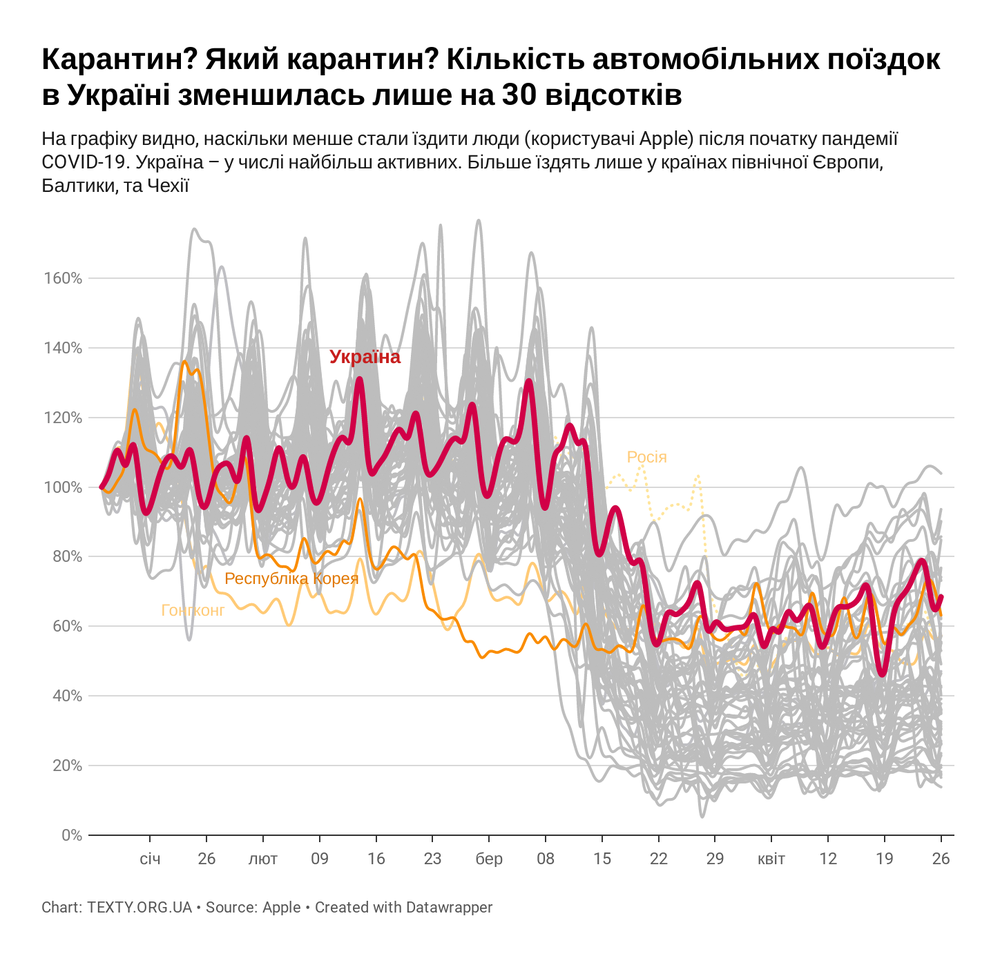 Карантин? Який карантин? Кількість автомобільних поїздок
в Україні зменшилась лише на 30 відсотків
На графіку видно, наскільки менше стали їздити люди (користувачі Apple) після початку пандемії
COVID-19. Україна – у числі найбільш активних. Більше їздять лише у країнах північної Європи,
Балтики, та Чехії
160%
140%
Україна
120%
Росія
100%
80%
Республіка Корея
Гонгконг
60%
40%
20%
0%
січ 26 лют 09 16 23 бер 08 15 22 29 квіт 12 19 26
Chart: TEXTY.ORG.UA • Source: Apple • Created with Datawrapper